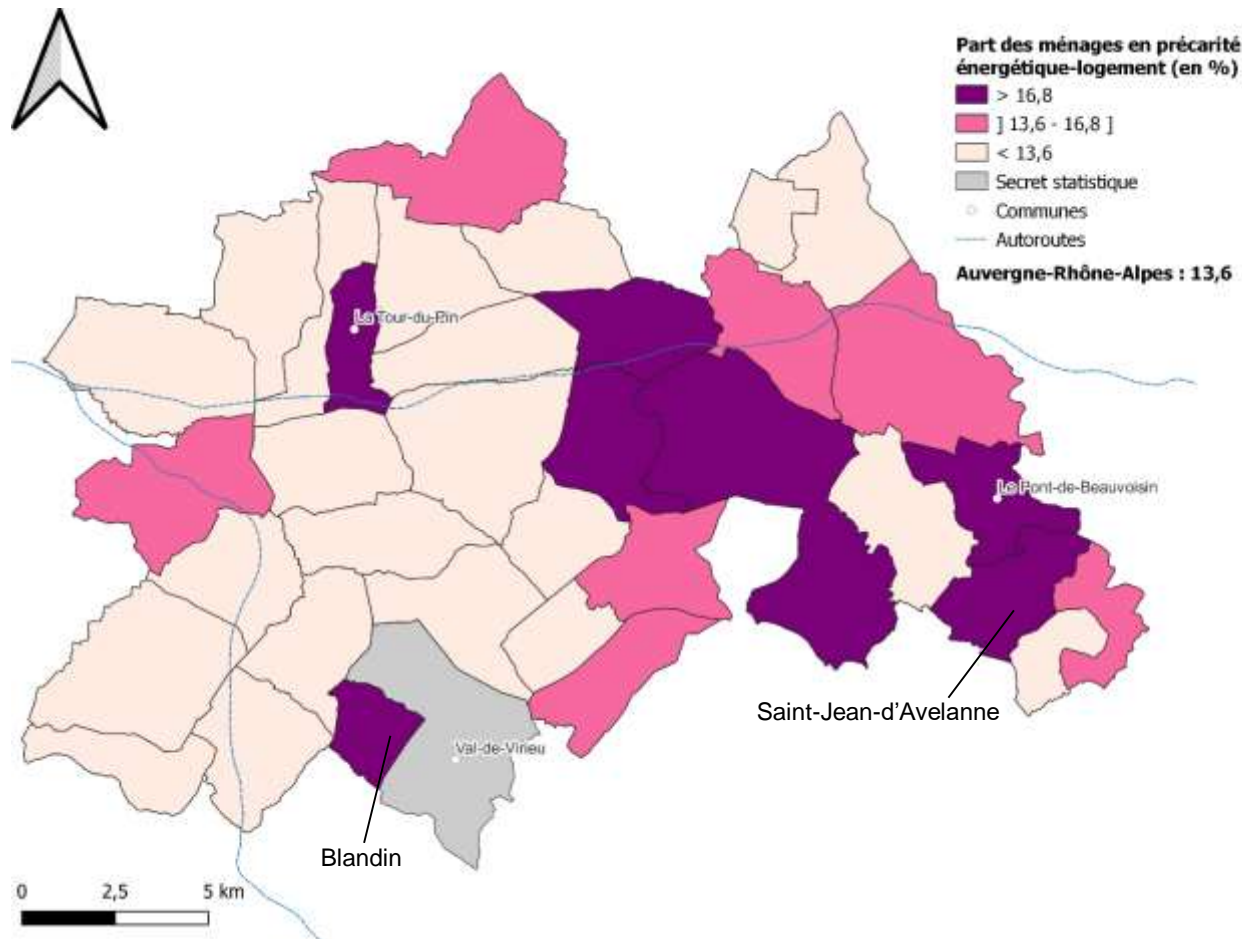 Part des ménages en précarité
énergétique-logement (en %)
> 16,8
] 13,6 - 16,8 ]
< 13,6
Secret statistique
Communes
Autoroutes
Auvergne-Rhône-Alpes : 13,6
La Tour-du-Pin
Le Pont-de-Beauvoisin
Saint-Jean-d'Avelanne
Val-de-Virieu
Blandin
0 2,5 5 km